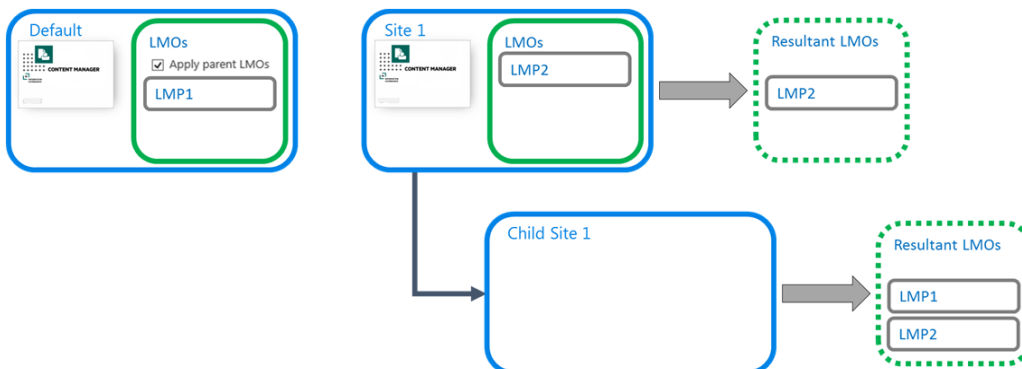 Default
CONTENT MANAGER
LMOs
Apply parent LMOs
LMP1
Site 1
CONTENT MANAGER
LMOs
LMP2
Resultant LMOs
LMP2
Child Site 1
Resultant LMOs
LMP1
LMP2